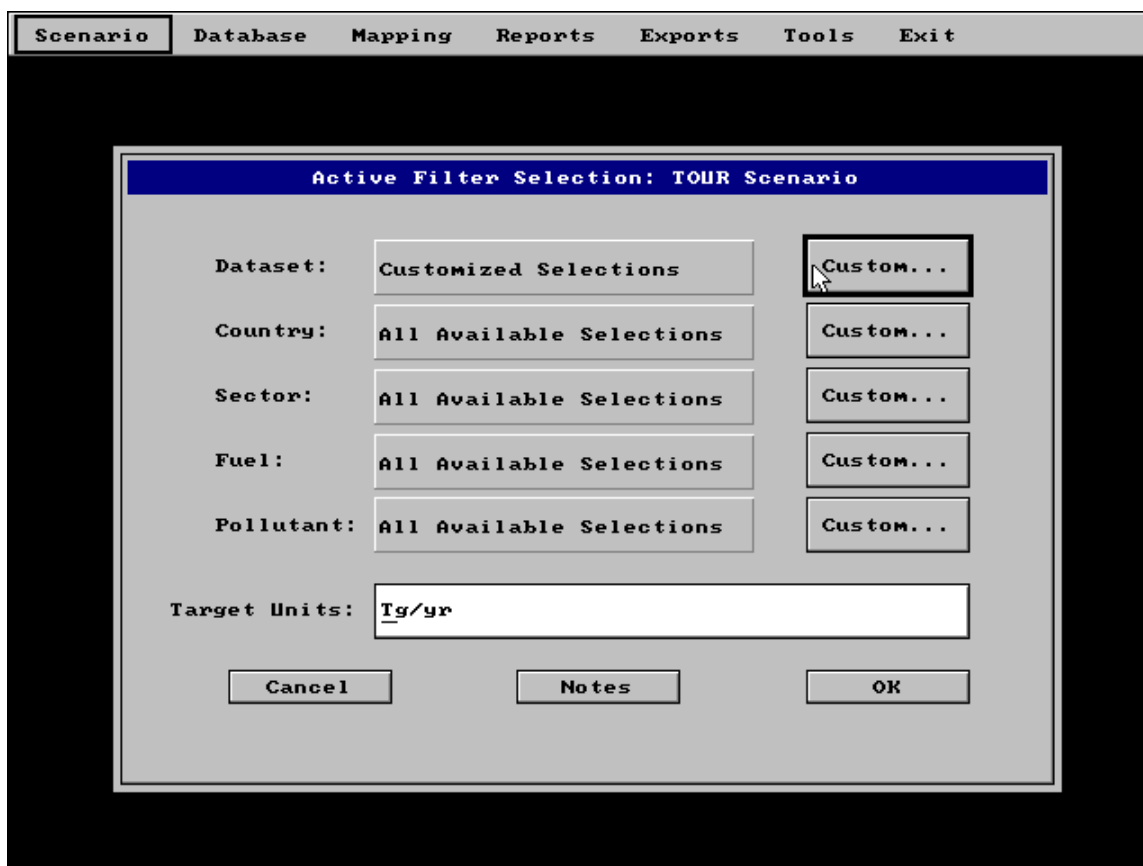 Scenario Database Mapping Reports Exports Tools Exit
Active Filter Selection: TOUR Scenario
Dataset: Customized Selections Custom...
Country: All Available Selections Custom...
Sector: All Available Selections Custom...
Fuel: All Available Selections Custom...
Pollutant: All Available Selections Custom...
Target Units: Tg/yr
Cancel Notes OK